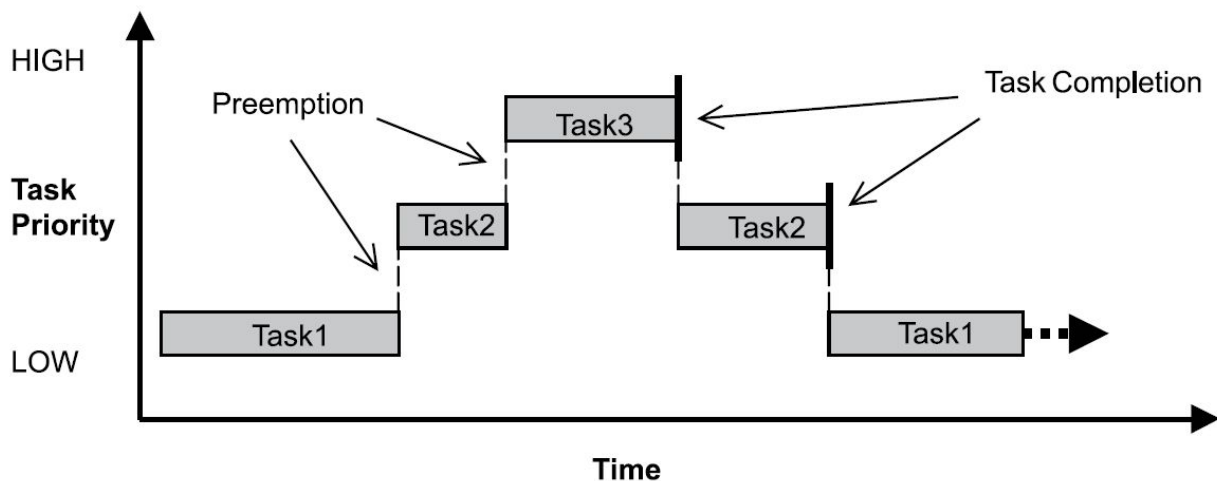 HIGH
Preemption
Task Completion
Task3
Task
Priority
Task2
Task2
Task1
Task1
LOW
Time